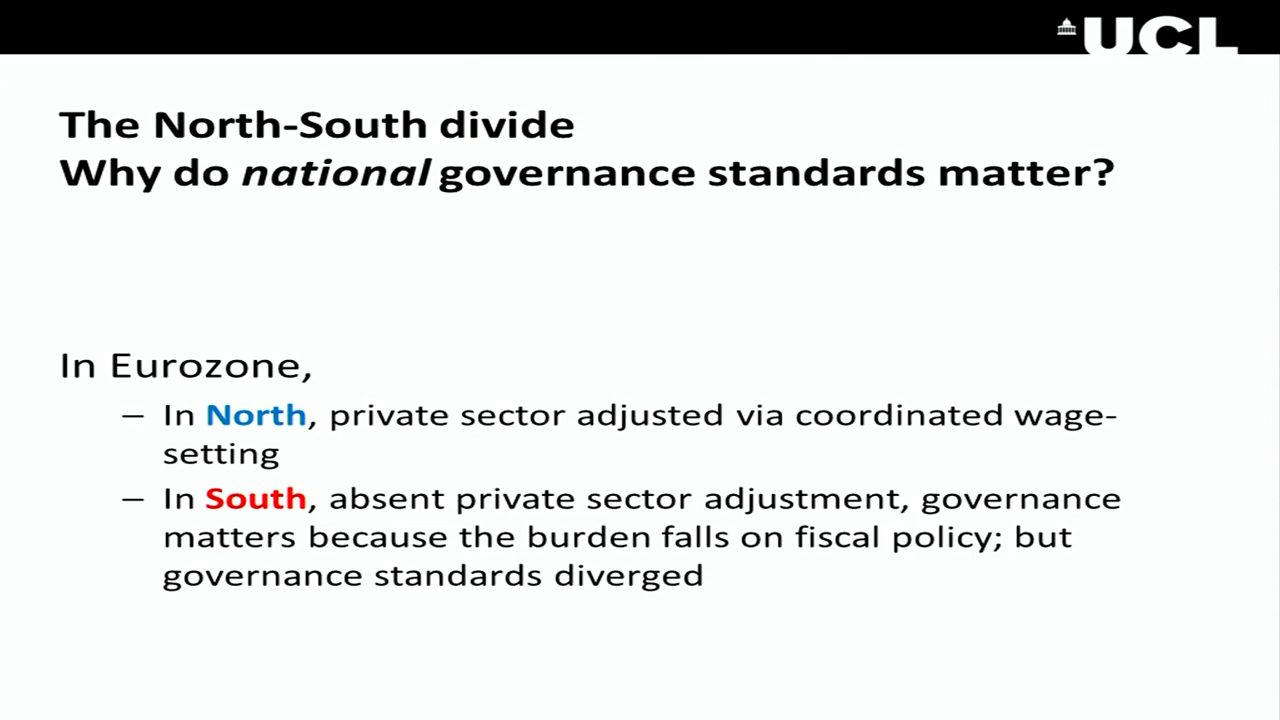 UCL
The North-South divide
Why do national governance standards matter?
In Eurozone,
– In North, private sector adjusted via coordinated wage-
setting
– In South, absent private sector adjustment, governance
matters because the burden falls on fiscal policy; but
governance standards diverged